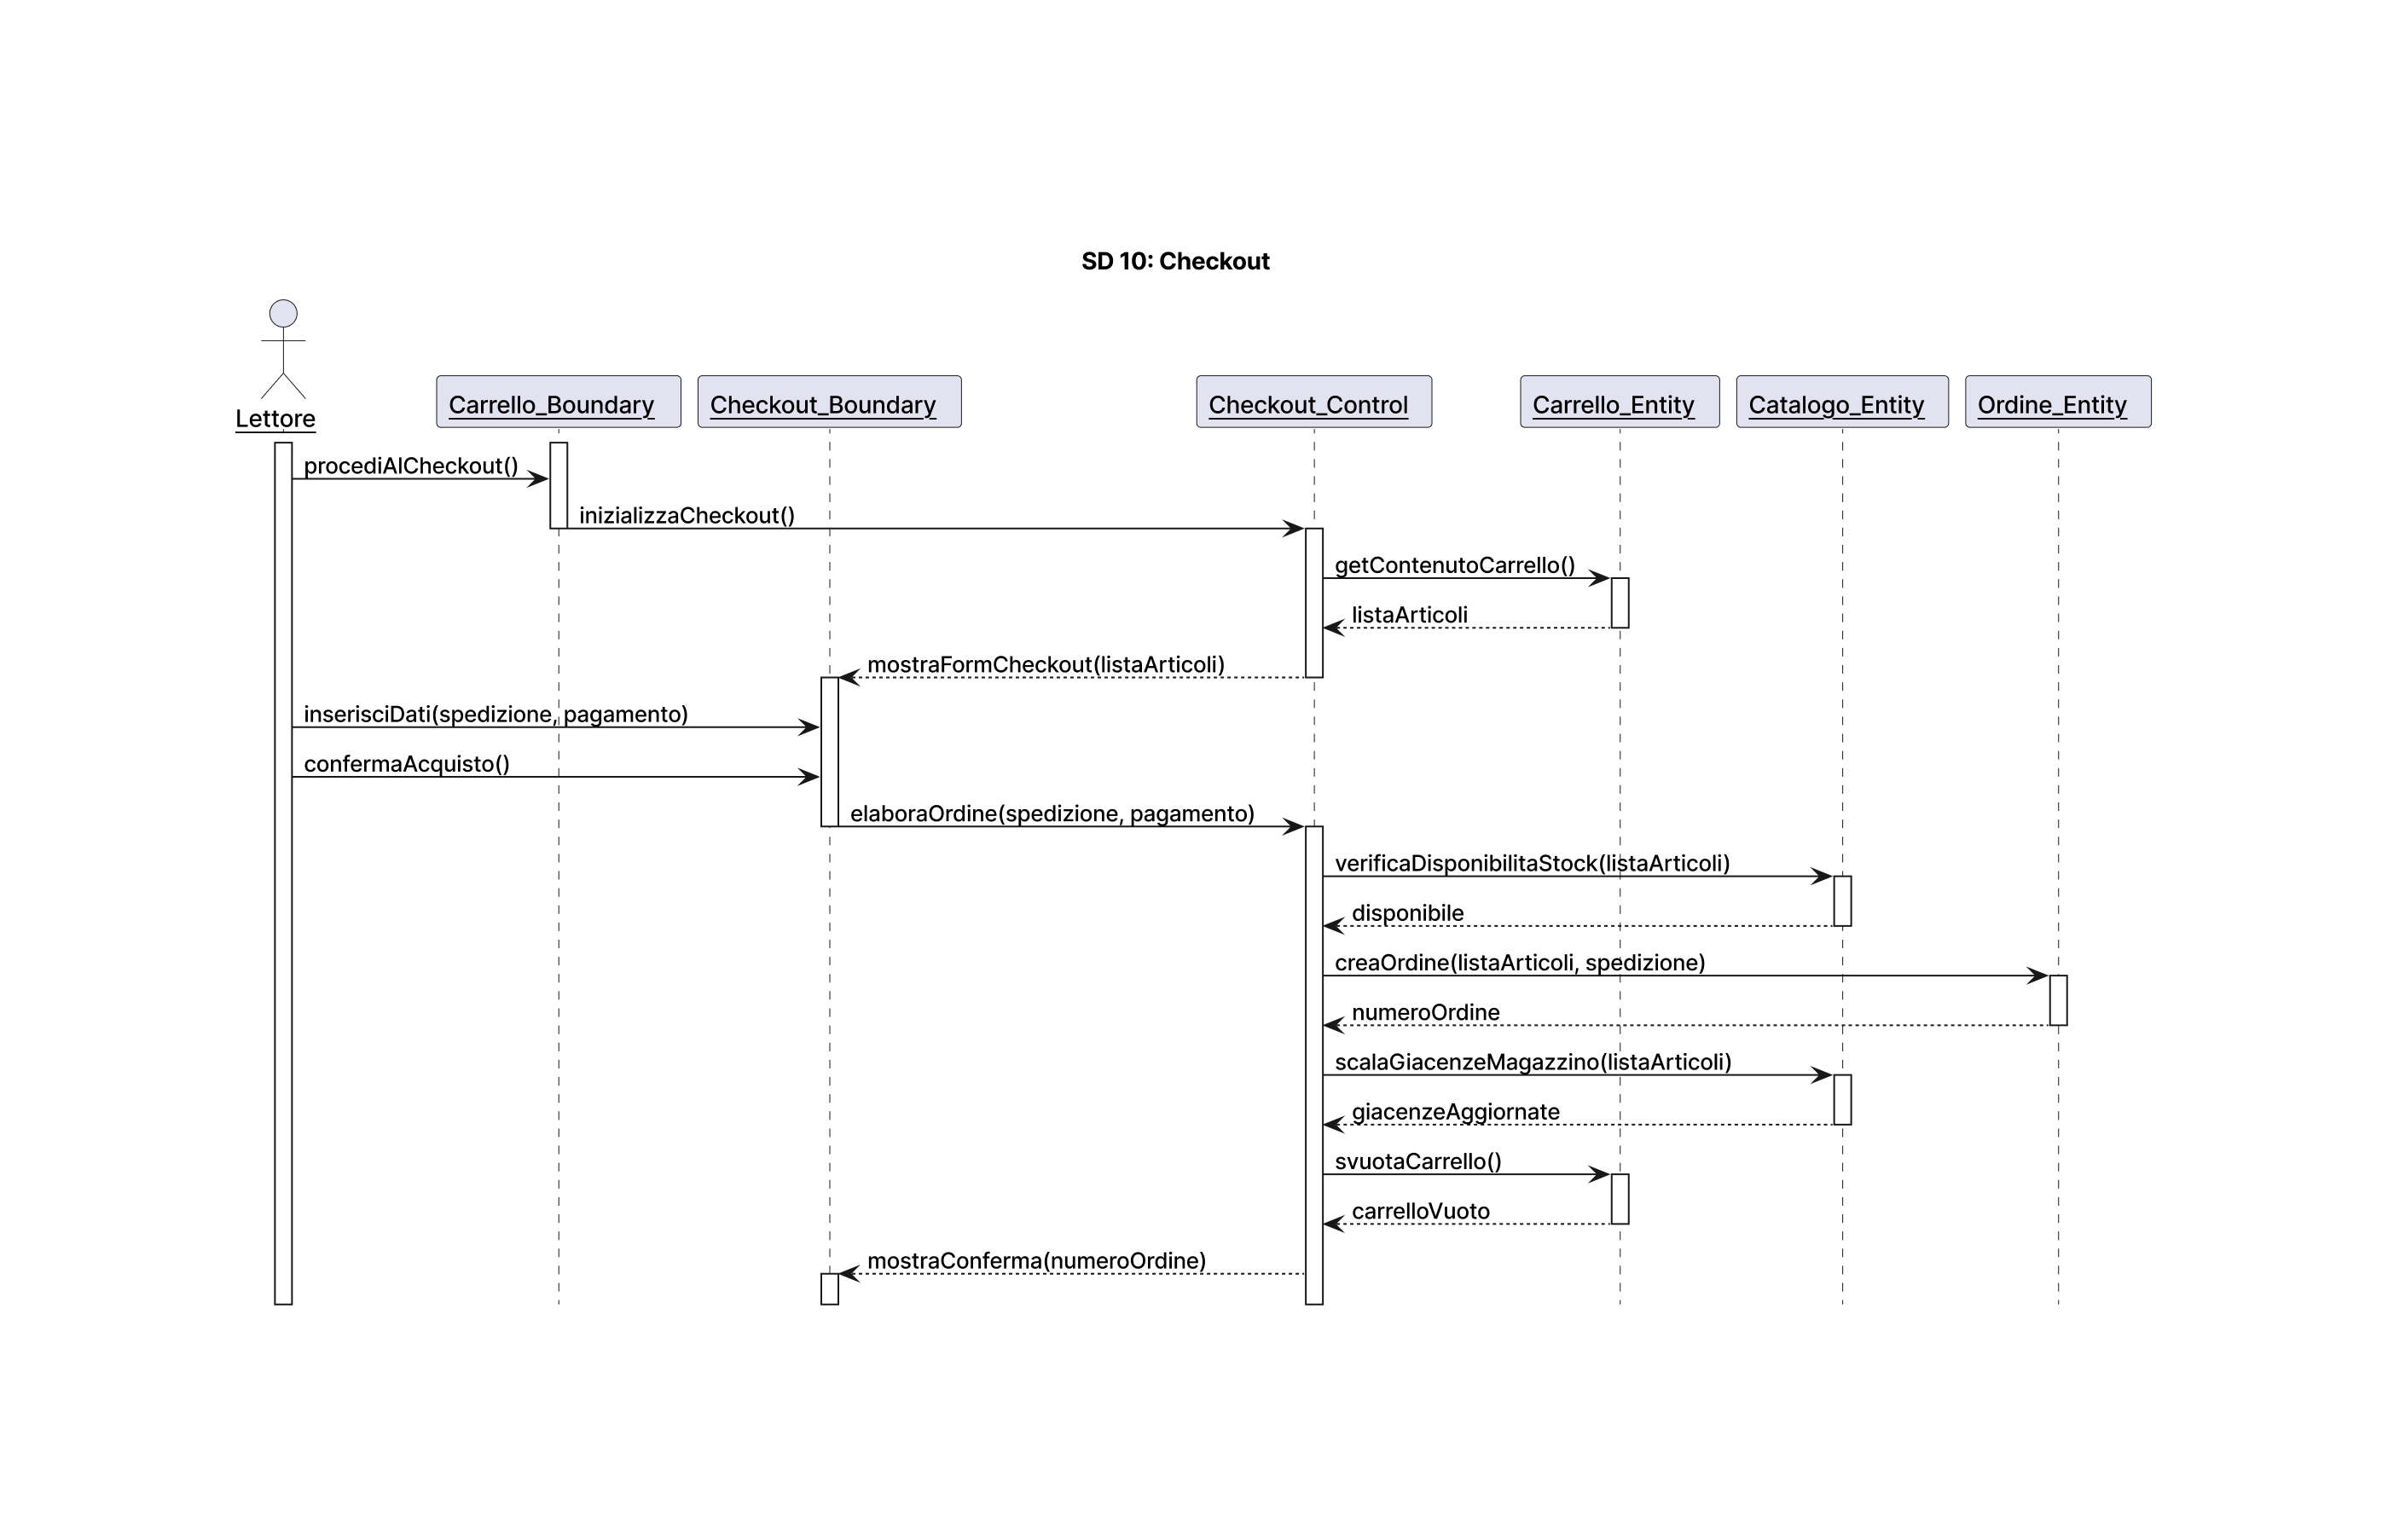 SD 10: Checkout
Lettore
Carrello_Boundary
Checkout_Boundary
Checkout_Control
Carrello_Entity
Catalogo_Entity
Ordine_Entity
procediAlCheckout()
inizializzaCheckout()
getContenutoCarrello()
listaArticoli
mostraFormCheckout(listaArticoli)
inserisciDati(spedizione, pagamento)
confermaAcquisto()
elaboraOrdine(spedizione, pagamento)
verificaDisponibilitaStock(listaArticoli)
disponibile
creaOrdine(listaArticoli, spedizione)
numeroOrdine
scalaGiacenzeMagazzino(listaArticoli)
giacenzeAggiornate
svuotaCarrello()
carrelloVuoto
mostraConferma(numeroOrdine)